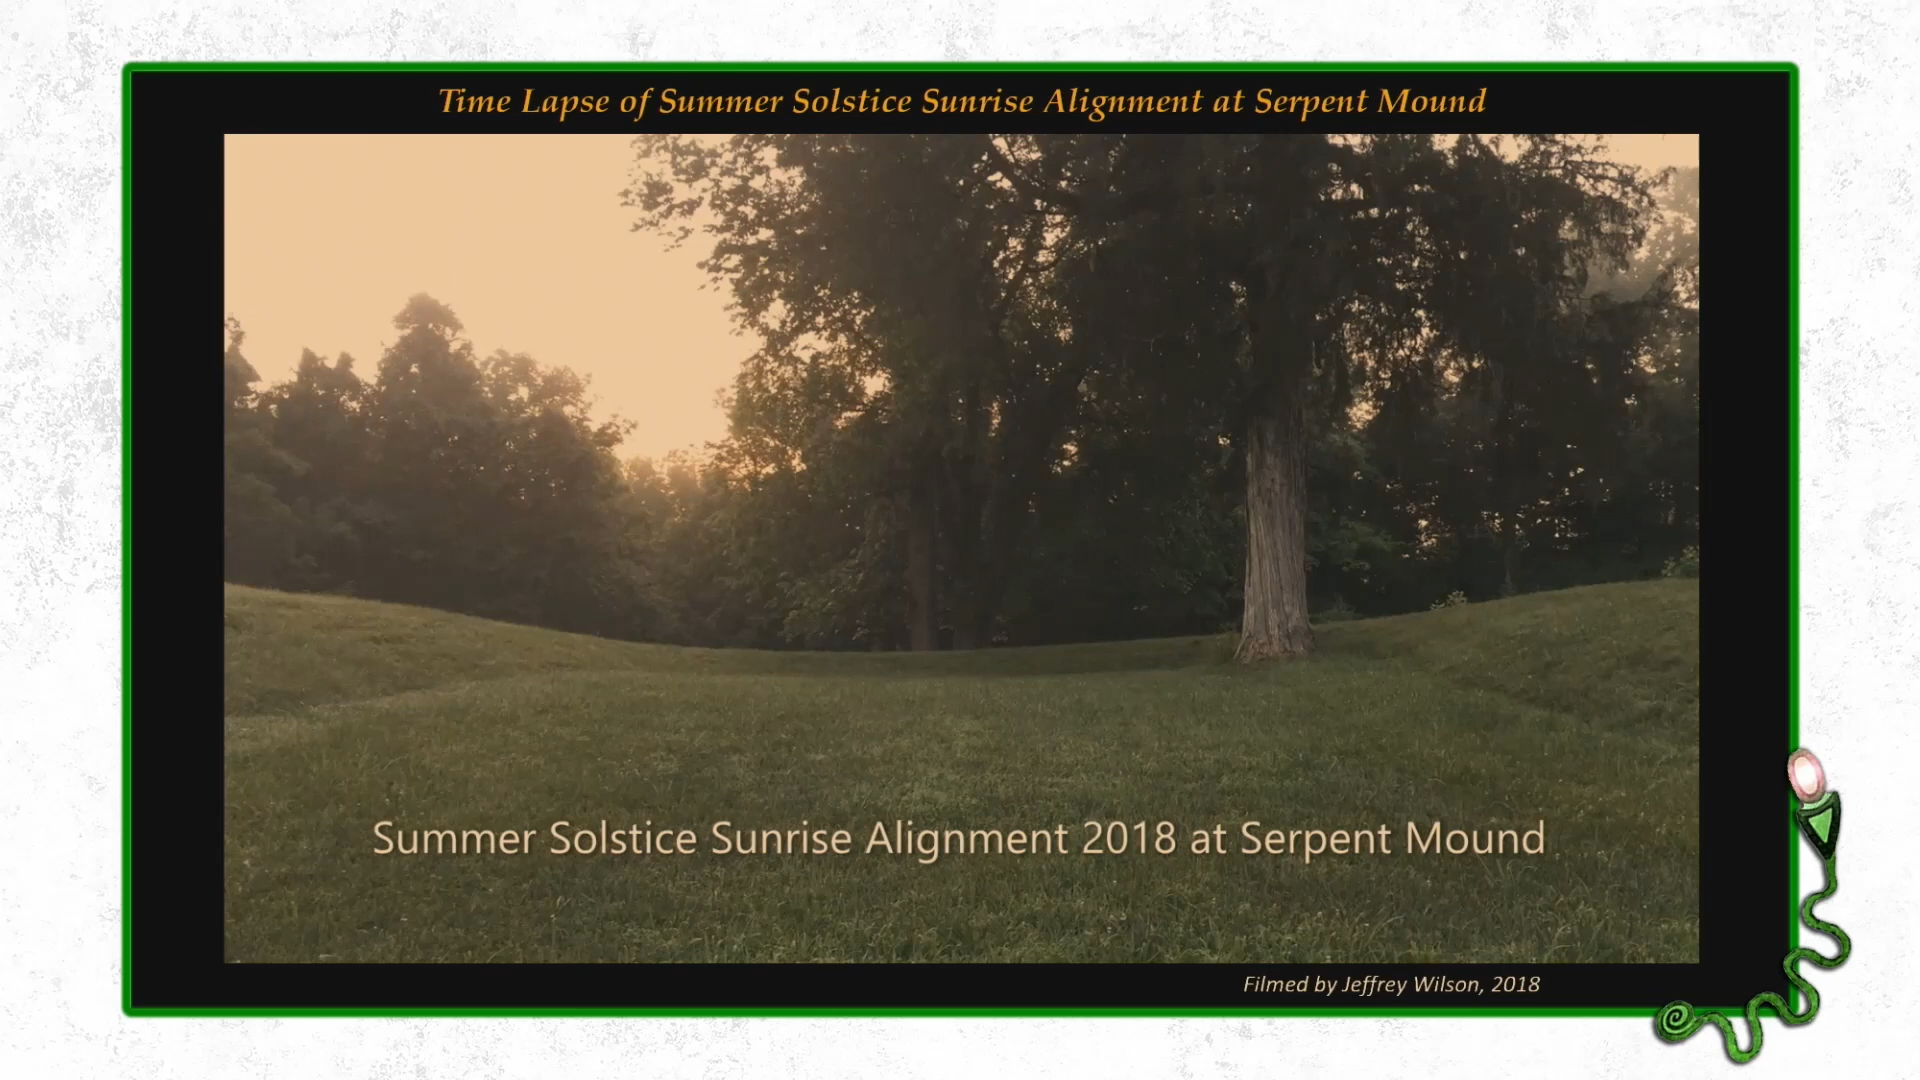 Time Lapse of Summer Solstice Sunrise Alignment at Serpent Mound
Summer Solstice Sunrise Alignment 2018 at Serpent Mound
Filmed by Jeffrey Wilson, 2018